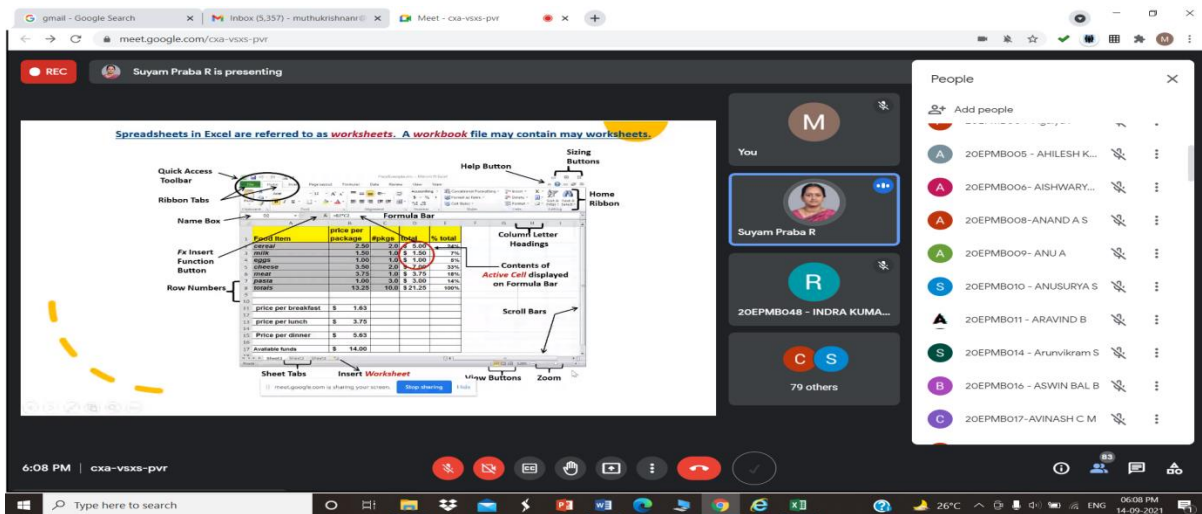 gmail - Google Search
Inbox (5,357) - muthukrishnanr
Meet - cxa-vsxs-pvr
meet.google.com/cxa-vsxs-pvr
M
REC
Suyam Praba R is presenting
Spreadsheets in Excel are referred to as worksheets. A workbook file may contain may worksheets.
Sizing
Buttons
Help Button
Quick Access
Toolbar
Ribbon Tabs
Home
Ribbon
Name Box
Formula Bar
Column Letter
Headings
Fx Insert
Function
Button
Contents of
Active Cell displayed
on Formula Bar
Row Numbers
Scroll Bars
Food Item price per package #pkgs total % total
cereal 2.50 2.0 $ 5.00 24%
milk 1.50 1.0 $ 1.50 7%
eggs 1.00 1.0 $ 1.00 5%
cheese 3.50 2.0 $ 7.00 33%
meat 3.75 1.0 $ 3.75 18%
pasta 1.00 3.0 $ 3.00 14%
totals 13.25 10.0 $ 21.25 100%
price per breakfast $ 1.63
price per lunch $ 3.75
Price per dinner $ 5.63
Available funds $ 14.00
Sheet Tabs
Insert Worksheet
View Buttons
Zoom
meet.google.com is sharing your screen.
Stop sharing
Hide
M
You
Suyam Praba R
R
20EPMB048 - INDRA KUMA...
C S
79 others
People
Add people
A 20EPMB005 - AHILESH K...
A 20EPMB006- AISHWARY...
A 20EPMB008-ANAND A S
A 20EPMB009- ANU A
S 20EPMB010 - ANUSURYA S
20EPMB011 - ARAVIND B
S 20EPMB014 - Arunvikram S
B 20EPMB016 - ASWIN BAL B
C 20EPMB017-AVINASH C M
6:08 PM | cxa-vsxs-pvr
83
Type here to search
26°C
ENG
06:08 PM
14-09-2021